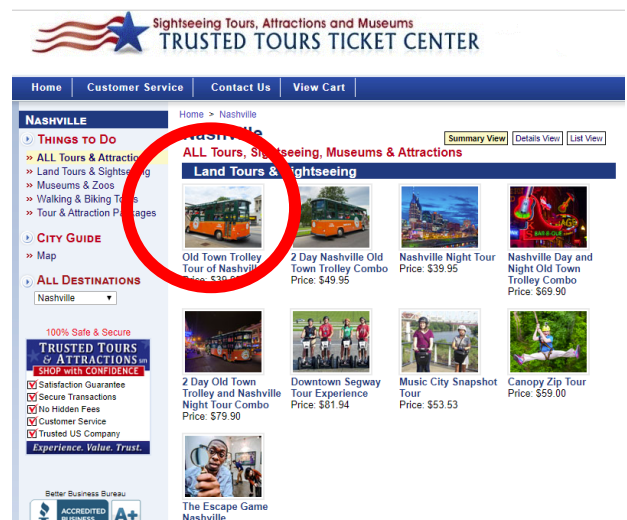 Sightseeing Tours, Attractions and Museums
TRUSTED TOURS TICKET CENTER
Home
Customer Service
Contact Us
View Cart
NASHVILLE
THINGS TO DO
» ALL Tours & Attractions
» Land Tours & Sightseeing
» Museums & Zoos
» Walking & Biking Tours
» Tour & Attraction Packages
CITY GUIDE
» Map
ALL DESTINATIONS
Nashville
100% Safe & Secure
TRUSTED TOURS
& ATTRACTIONS SM
SHOP with CONFIDENCE
Satisfaction Guarantee
Secure Transactions
No Hidden Fees
Customer Service
Trusted US Company
Experience. Value. Trust.
Better Business Bureau
ACCREDITED
BUSINESS
A+
Home > Nashville
Nashville
Summary View
Details View
List View
ALL Tours, Sightseeing, Museums & Attractions
Land Tours & Sightseeing
Old Town Trolley
Tour of Nashville
Price:
2 Day Nashville Old
Town Trolley Combo
Price: $49.95
Nashville Night Tour
Price: $39.95
Nashville Day and
Night Old Town
Trolley Combo
Price: $69.90
2 Day Old Town
Trolley and Nashville
Night Tour Combo
Price: $79.90
Downtown Segway
Tour Experience
Price: $81.94
Music City Snapshot
Tour
Price: $53.53
Canopy Zip Tour
Price: $59.00
The Escape Game
Nashville